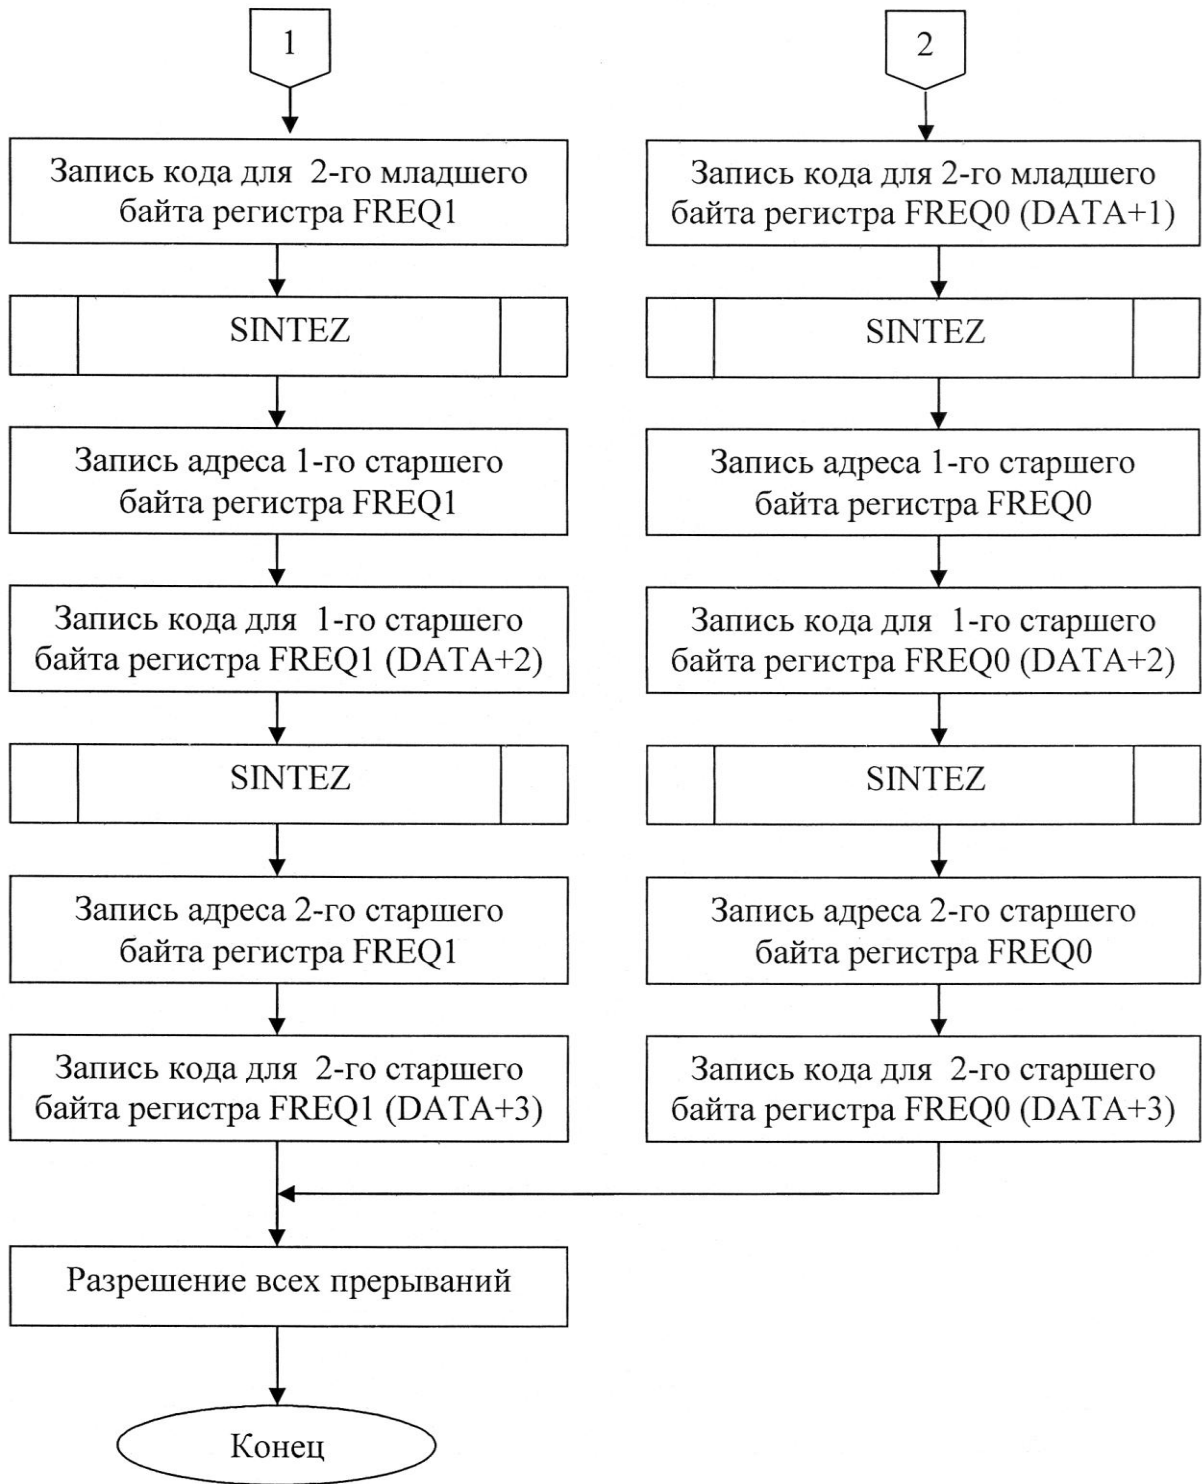 1
Запись кода для 2-го младшего
байта регистра FREQ1
SINTEZ
Запись адреса 1-го старшего
байта регистра FREQ1
Запись кода для 1-го старшего
байта регистра FREQ1 (DATA+2)
SINTEZ
Запись адреса 2-го старшего
байта регистра FREQ1
Запись кода для 2-го старшего
байта регистра FREQ1 (DATA+3)
Разрешение всех прерываний
Конец
2
Запись кода для 2-го младшего
байта регистра FREQ0 (DATA+1)
SINTEZ
Запись адреса 1-го старшего
байта регистра FREQ0
Запись кода для 1-го старшего
байта регистра FREQ0 (DATA+2)
SINTEZ
Запись адреса 2-го старшего
байта регистра FREQ0
Запись кода для 2-го старшего
байта регистра FREQ0 (DATA+3)